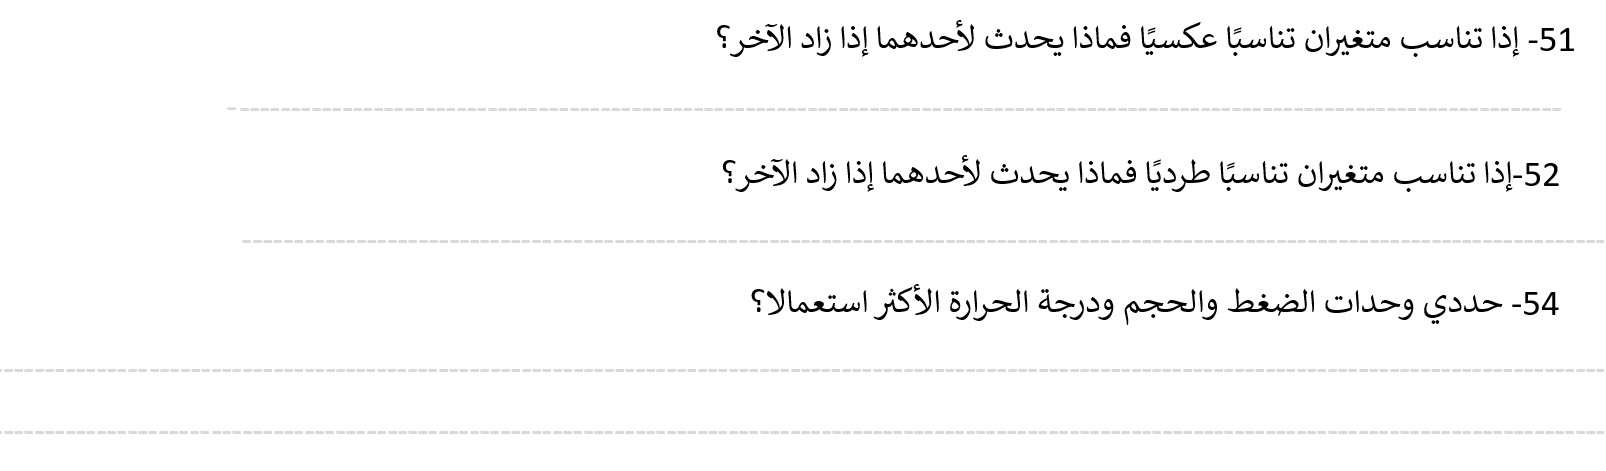 51- إذا تناسب متغيران تناسبًا عكسيًا فماذا يحدث لأحدهما إذا زاد الآخر؟
52-إذا تناسب متغيران تناسبًا طرديًا فماذا يحدث لأحدهما إذا زاد الآخر؟
54- حددي وحدات الضغط والحجم ودرجة الحرارة الأكثر استعمالا؟